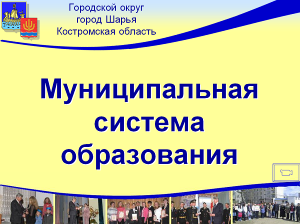 Городской округ
город Шарья
Костромская область
Муниципальная
система
образования